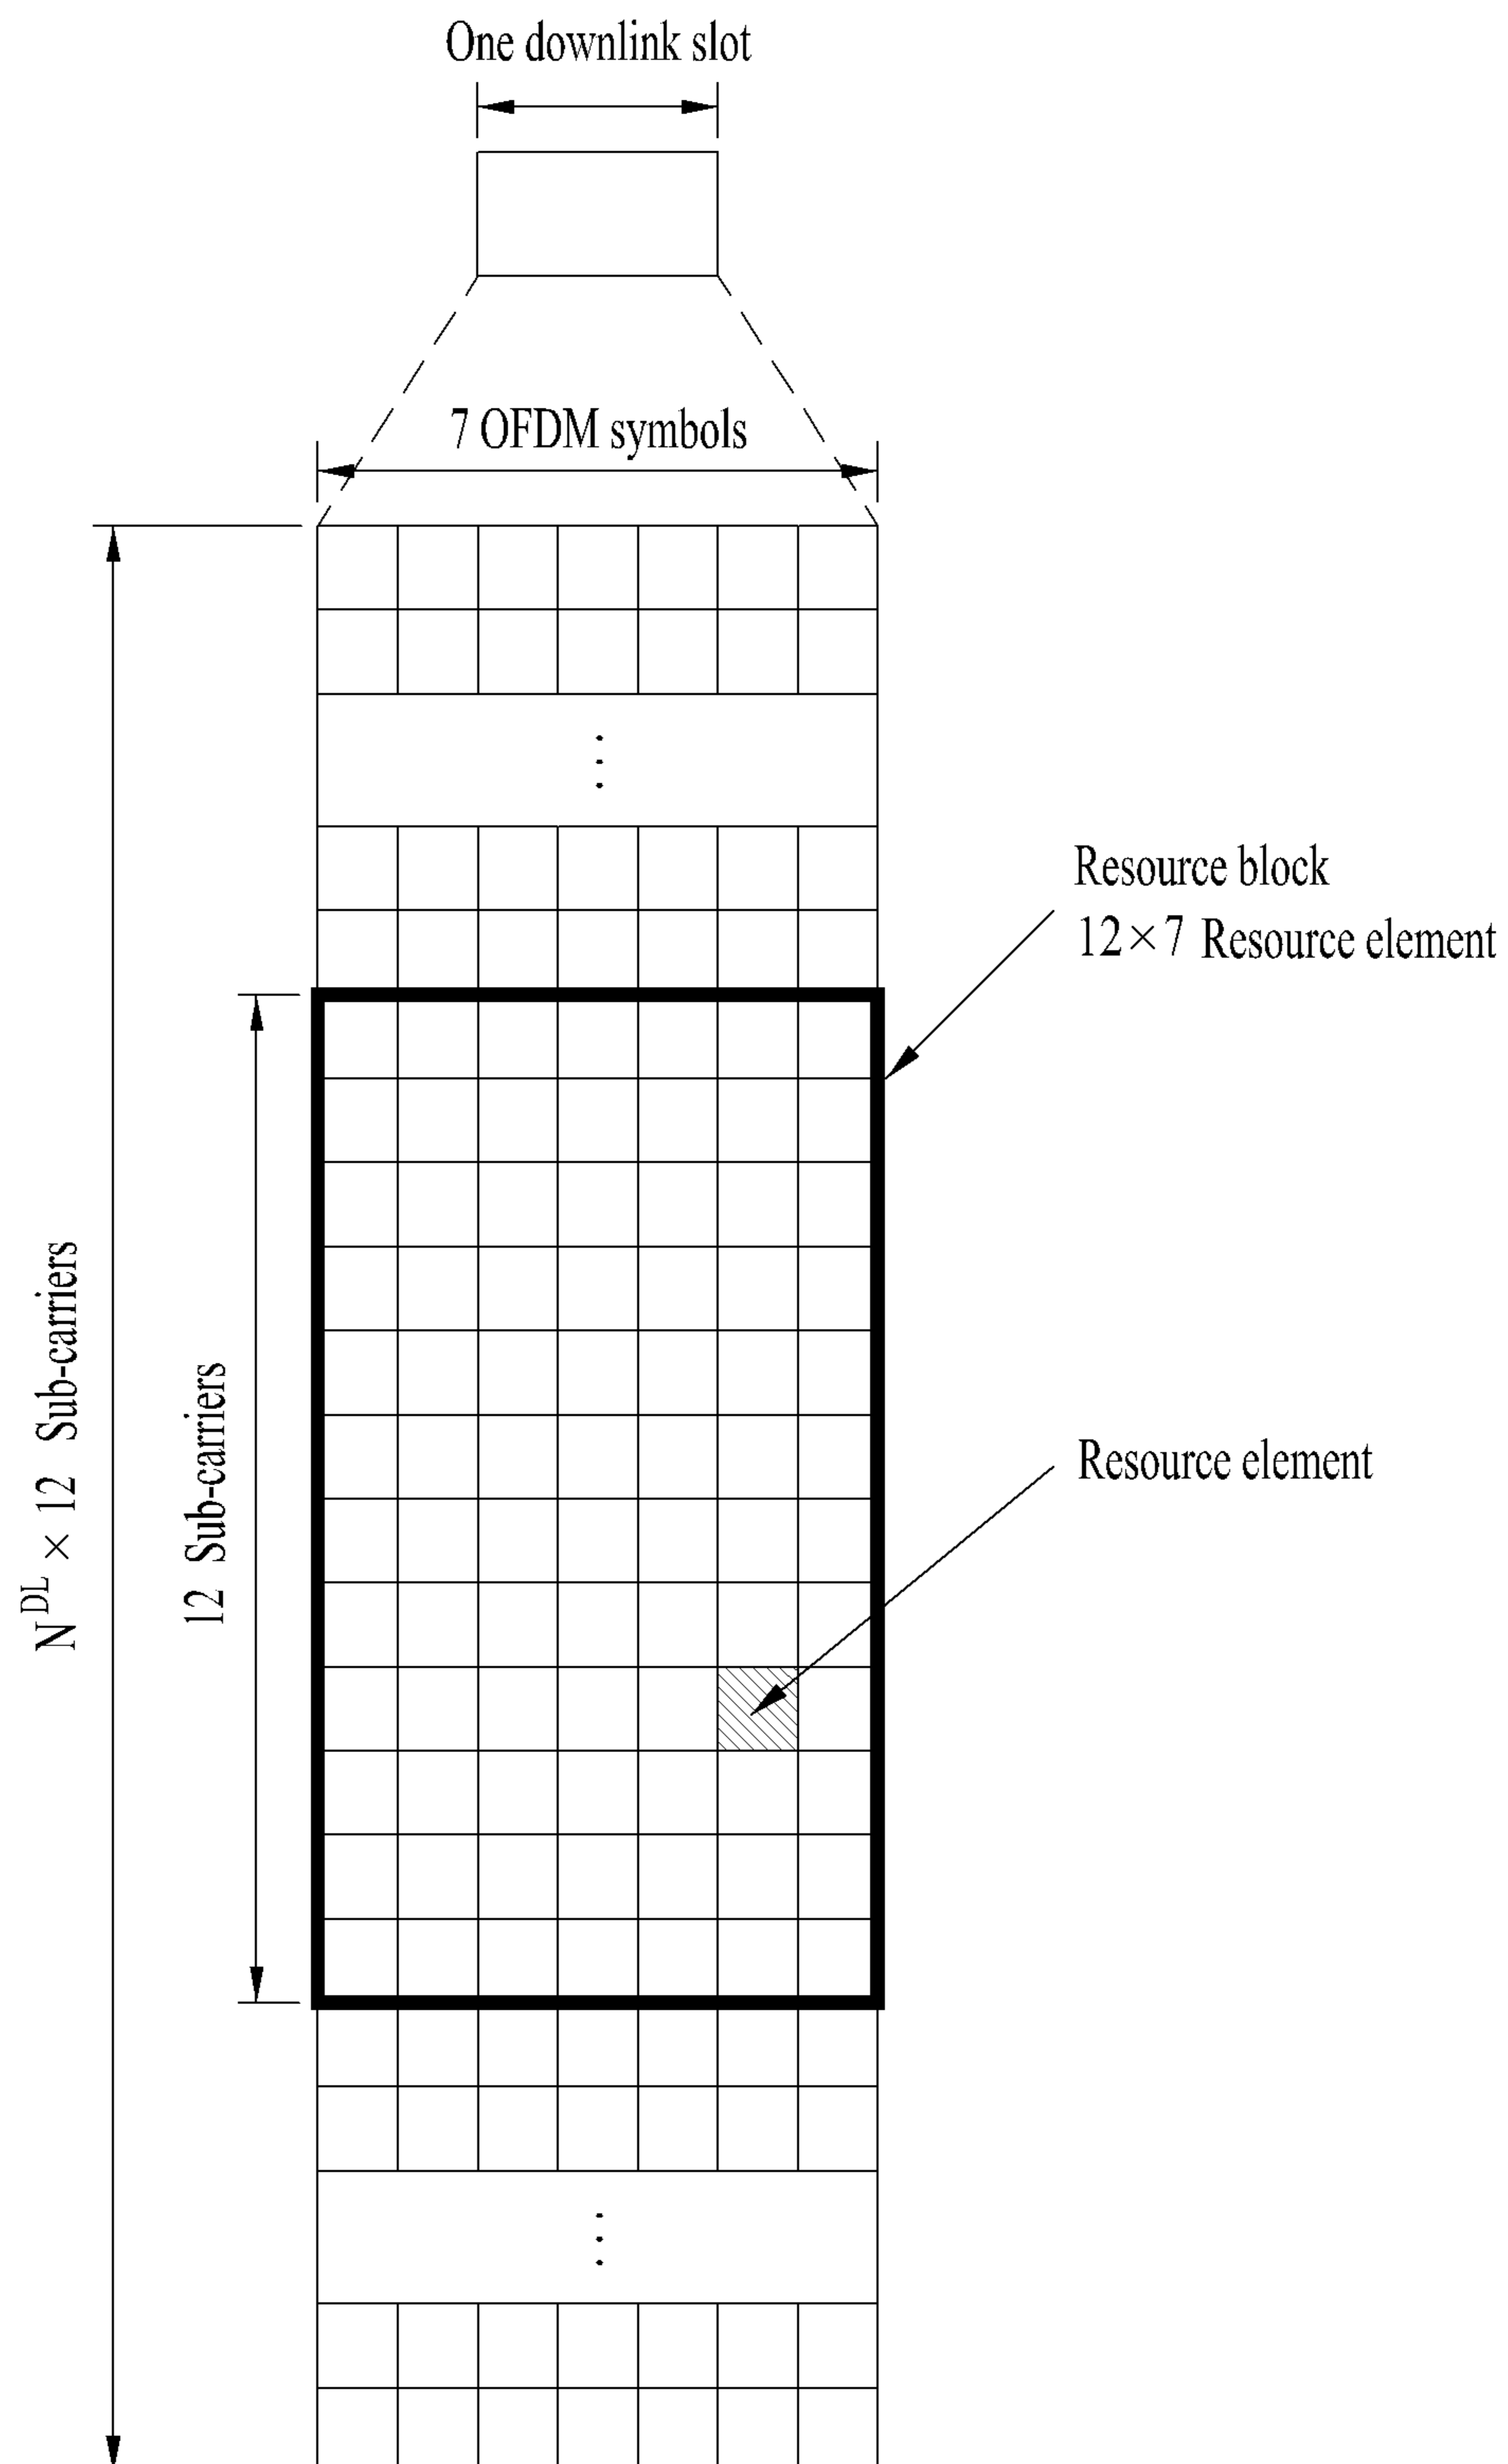 One downlink slot
7 OFDM symbols
Resource block
12×7 Resource element
N^DL × 12 Sub-carriers
12 Sub-carriers
Resource element